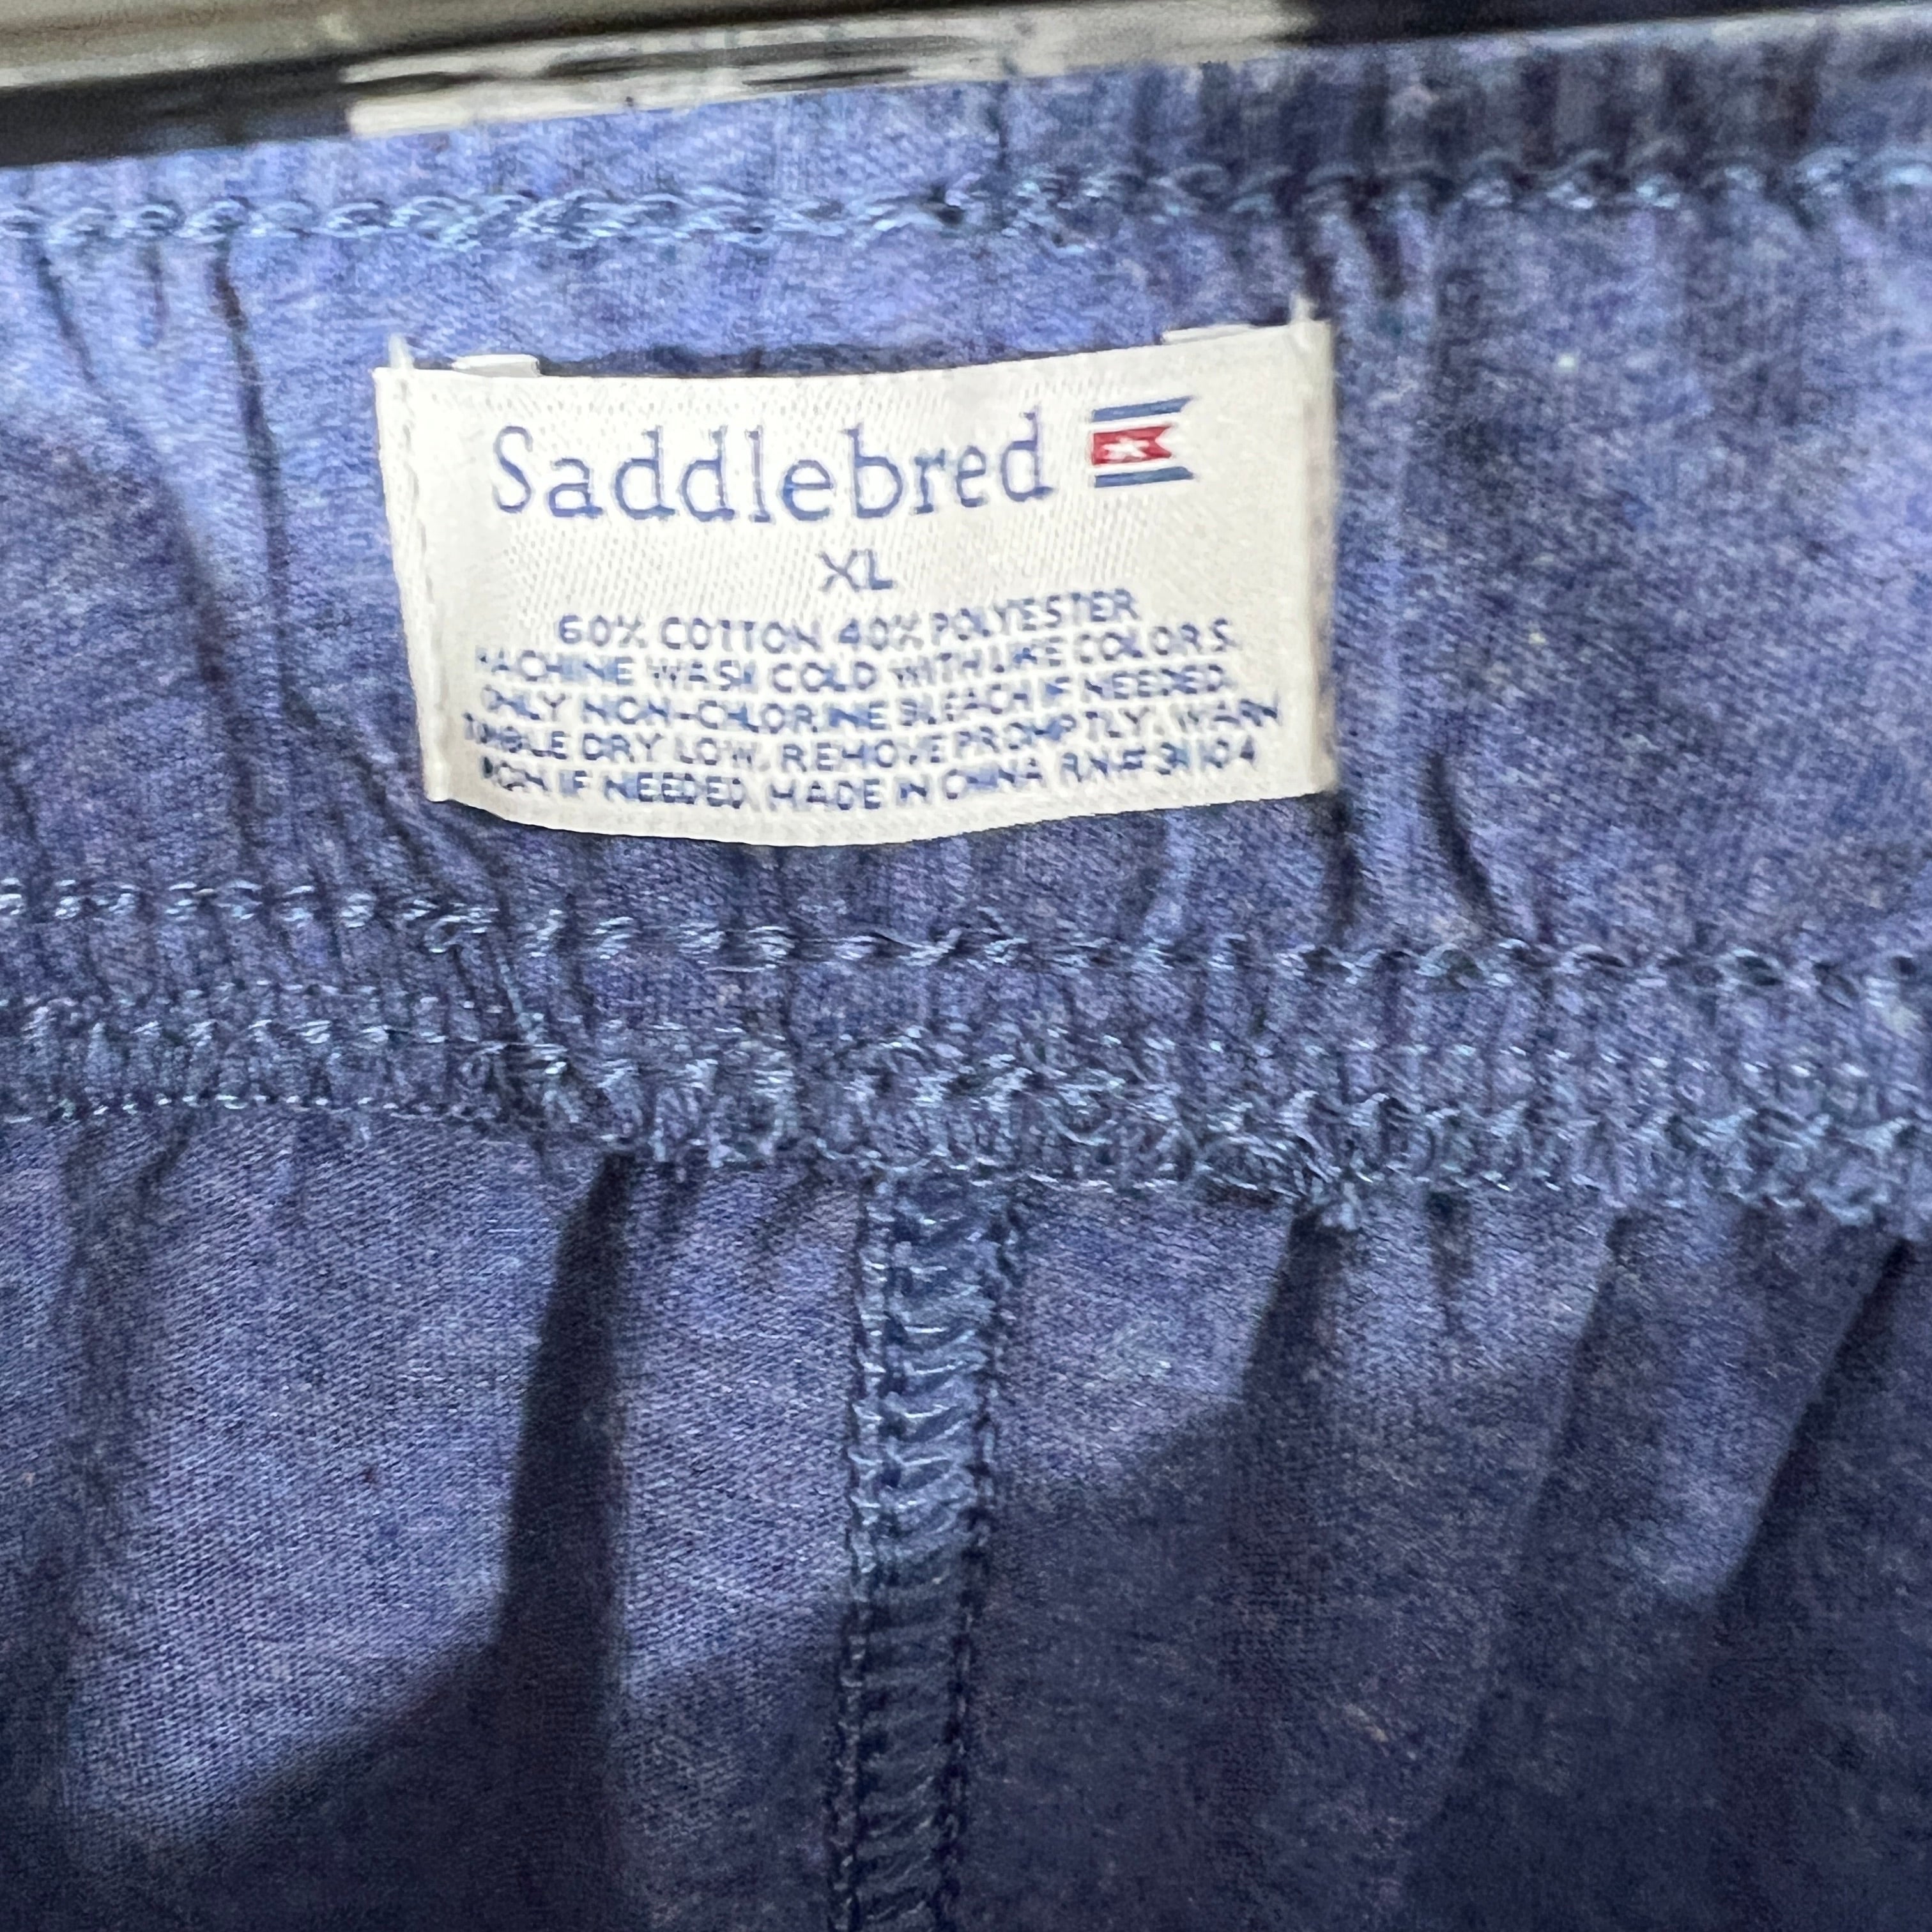 Saddlebred
XL
60% COTTON 40% POLYESTER
MACHINE WASH COLD WITH LIKE COLORS.
ONLY NON-CHLORINE BLEACH IF NEEDED.
TUMBLE DRY LOW. REMOVE PROMPTLY. WARM
IRON IF NEEDED. MADE IN CHINA RN# 31104